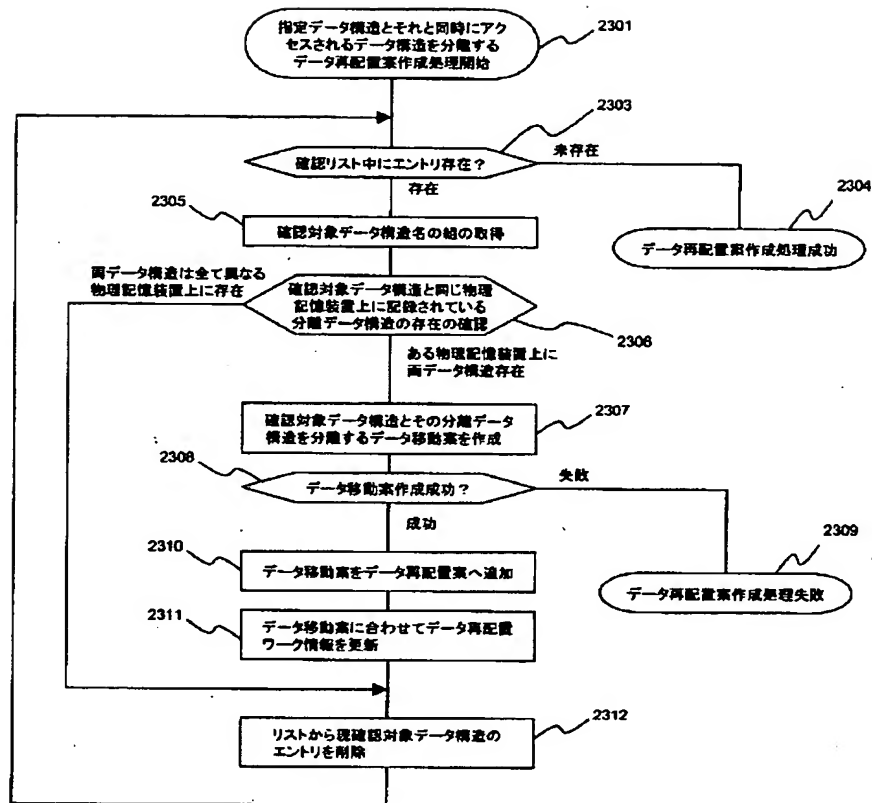 指定データ構造とそれと同時にアク
セスされるデータ構造を分離する
データ再配置案作成処理開始
2301
2303
確認リスト中にエントリ存在？
未存在
存在
2304
データ再配置案作成処理成功
2305
確認対象データ構造名の組の取得
両データ構造は全て異なる
物理記憶装置上に存在
確認対象データ構造と同じ物理
記憶装置上に記録されている
分離データ構造の存在の確認
2306
ある物理記憶装置上に
両データ構造存在
2307
確認対象データ構造とその分離データ
構造を分離するデータ移動案を作成
2308
データ移動案作成成功？
失敗
成功
2309
データ再配置案作成処理失敗
2310
データ移動案をデータ再配置案へ追加
2311
データ移動案に合わせてデータ再配置
ワーク情報を更新
2312
リストから現確認対象データ構造の
エントリを削除